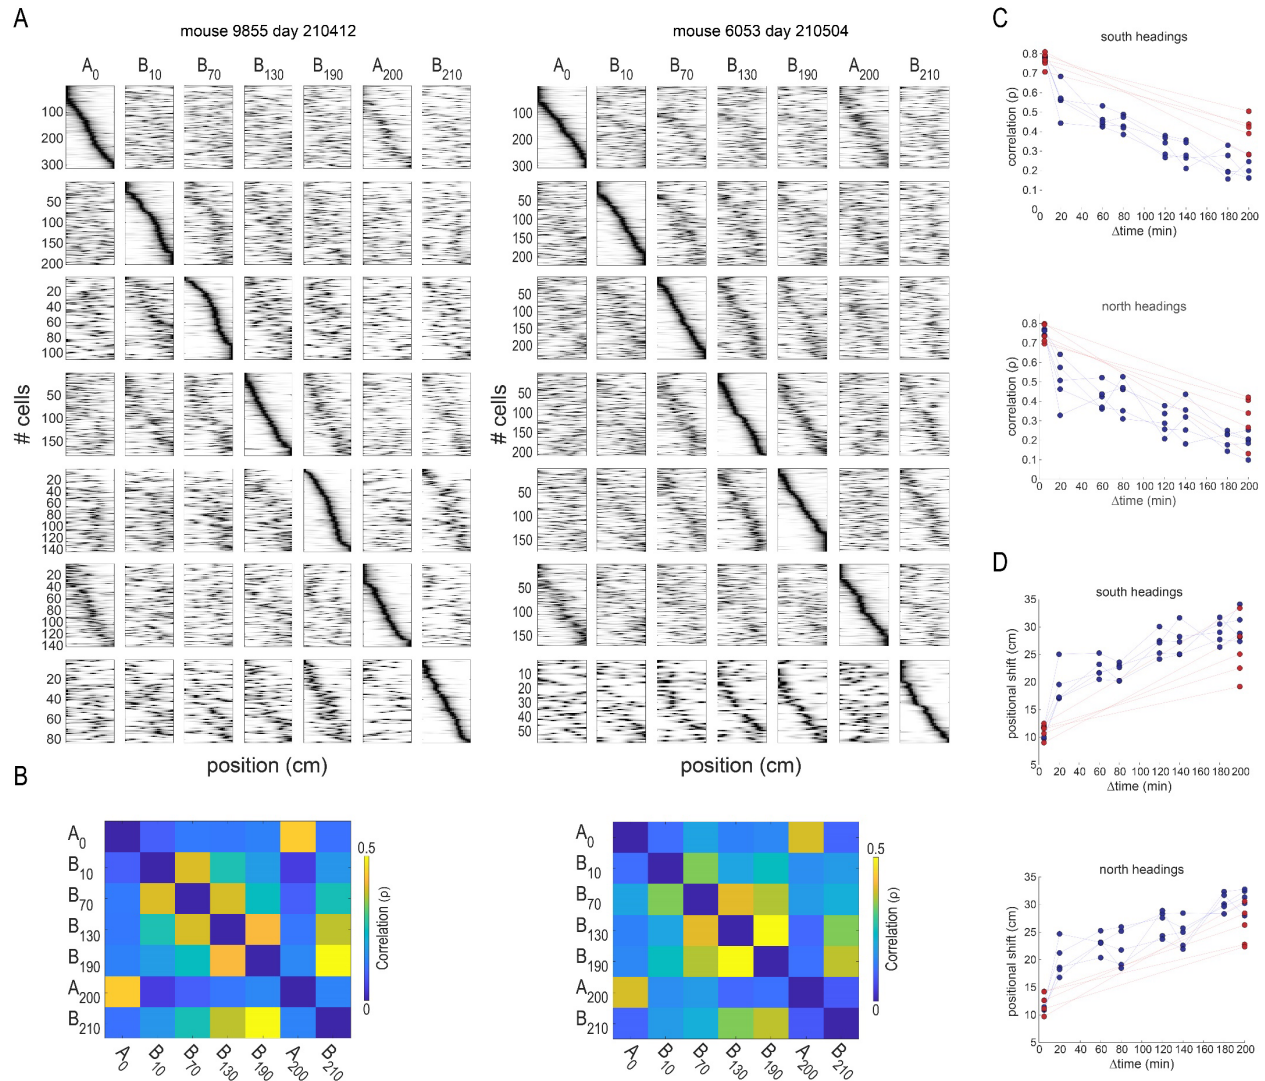 A
mouse 9855 day 210412
A0 B10 B70 B130 B190 A200 B210
100
200
300
50
100
150
200
20
40
60
80
100
50
100
150
20
40
60
80
100
120
140
20
40
60
80
100
120
140
20
40
60
80
# cells
position (cm)
mouse 6053 day 210504
A0 B10 B70 B130 B190 A200 B210
100
200
300
50
100
150
200
50
100
150
200
50
100
150
200
50
100
150
50
100
150
10
20
30
40
50
# cells
position (cm)
B
A0
B10
B70
B130
B190
A200
B210
A0 B10 B70 B130 B190 A200 B210
0.5
Correlation (ρ)
0
A0
B10
B70
B130
B190
A200
B210
A0 B10 B70 B130 B190 A200 B210
0.5
Correlation (ρ)
0
C
south headings
0.8
0.7
0.6
0.5
0.4
0.3
0.2
0.1
correlation (ρ)
0 20 40 60 80 100 120 140 160 180 200
Δtime (min)
north headings
0.8
0.7
0.6
0.5
0.4
0.3
0.2
0.1
0
correlation (ρ)
0 20 40 60 80 100 120 140 160 180 200
Δtime (min)
D
south headings
35
30
25
20
15
10
5
positional shift (cm)
0 20 40 60 80 100 120 140 160 180 200
Δtime (min)
north headings
35
30
21
20
15
10
5
positional shift (cm)
0 20 40 60 80 100 120 140 160 180 200
Δtime (min)